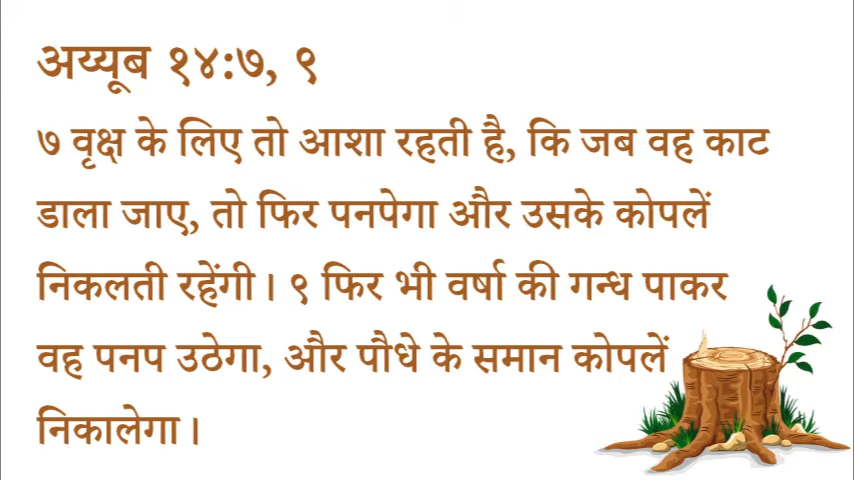 अय्यूब १४:७, ९
७ वृक्ष के लिए तो आशा रहती है, कि जब वह काट
डाला जाए, तो फिर पनपेगा और उसके कोपलें
निकलती रहेंगी। ९ फिर भी वर्षा की गन्ध पाकर
वह पनप उठेगा, और पौधे के समान कोपलें
निकालेगा।